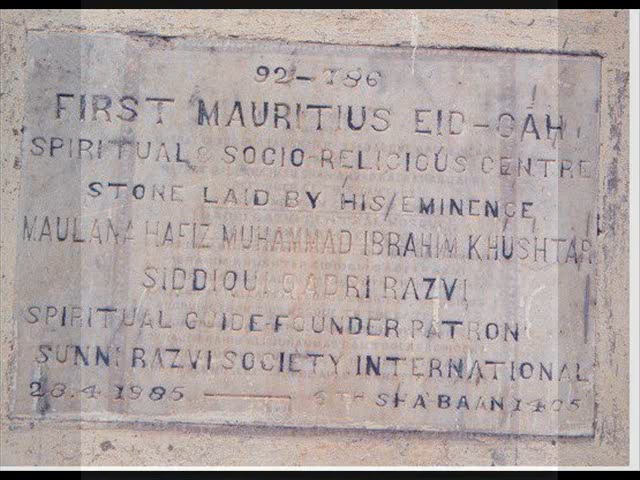 92-786
FIRST MAURITIUS EID-GAH
SPIRITUAL & SOCIO-RELIGIOUS CENTRE
STONE LAID BY HIS EMINENCE
MAULANA HAFIZ MUHAMMAD IBRAHIM KHUSHTAR
SIDDIQUI QADRI RAZVI
SPIRITUAL GUIDE-FOUNDER PATRON
SUNNI RAZVI SOCIETY INTERNATIONAL
28.4.1985 — SHABAAN 1405